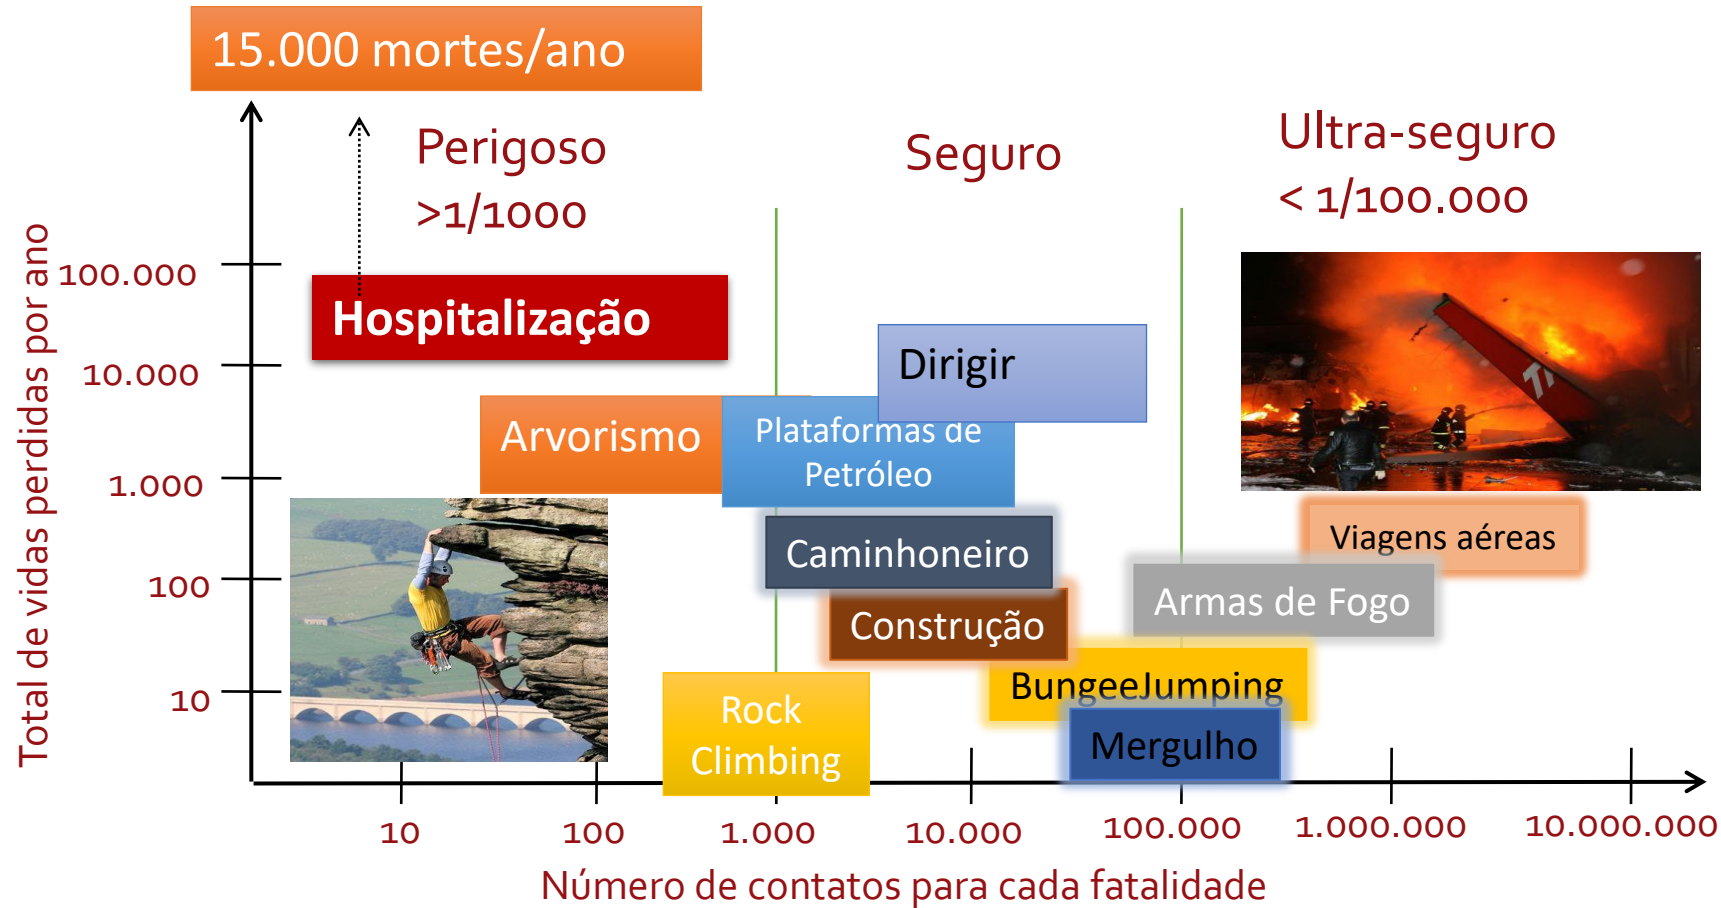 15.000 mortes/ano
Perigoso
>1/1000
Seguro
Ultra-seguro
< 1/100.000
Total de vidas perdidas por ano
100.000
10.000
1.000
100
10
Hospitalização
Dirigir
Arvorismo
Plataformas de
Petróleo
Caminhoneiro
Viagens aéreas
Armas de Fogo
Construção
BungeeJumping
Rock
Climbing
Mergulho
10
100
1.000
10.000
100.000
1.000.000
10.000.000
Número de contatos para cada fatalidade